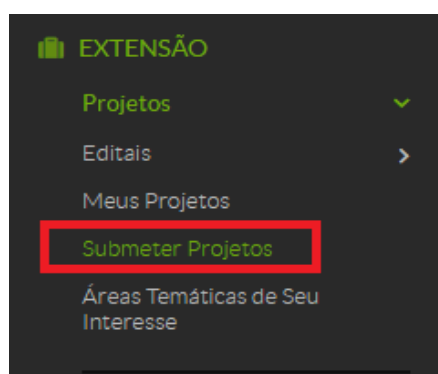 EXTENSÃO
Projetos
Editais
Meus Projetos
Submeter Projetos
Áreas Temáticas de Seu
Interesse